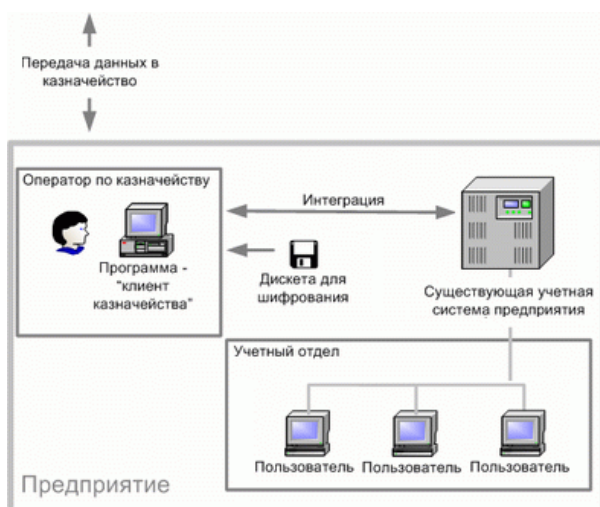 Передача данных в
казначейство
Оператор по казначейству
Интеграция
Программа -
"клиент
казначейства"
Дискета для
шифрования
Существующая учетная
система предприятия
Учетный отдел
Пользователь
Пользователь
Пользователь
Предприятие